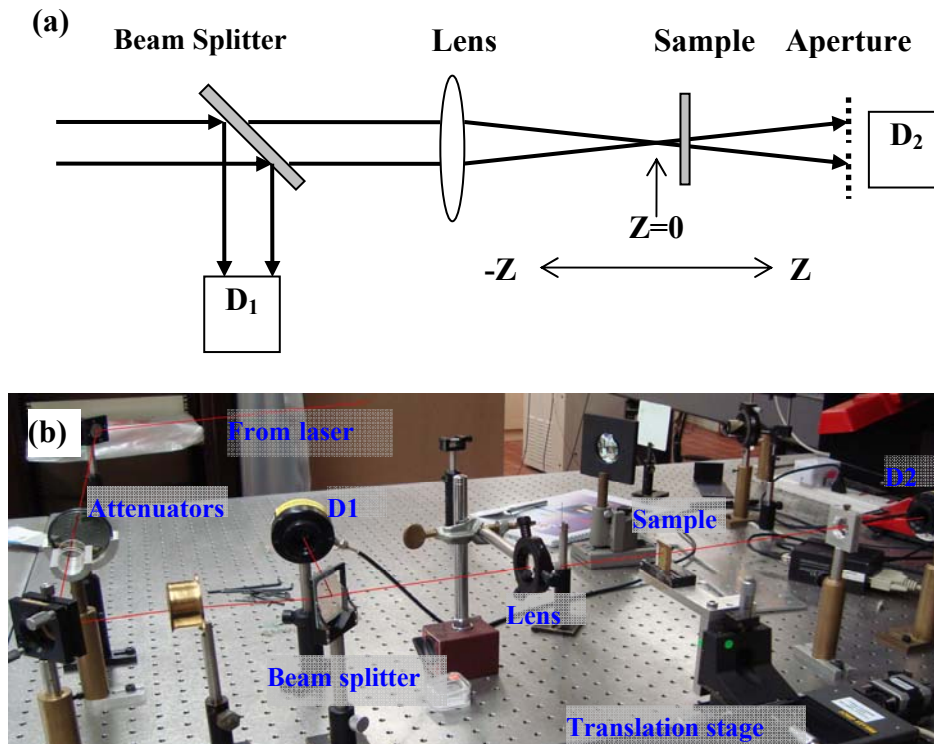 (a)
Beam Splitter
Lens
Sample
Aperture
D₂
Z=0
-Z
Z
D₁
(b)
From laser
Attenuators
D1
D2
Sample
Lens
Beam splitter
Translation stage